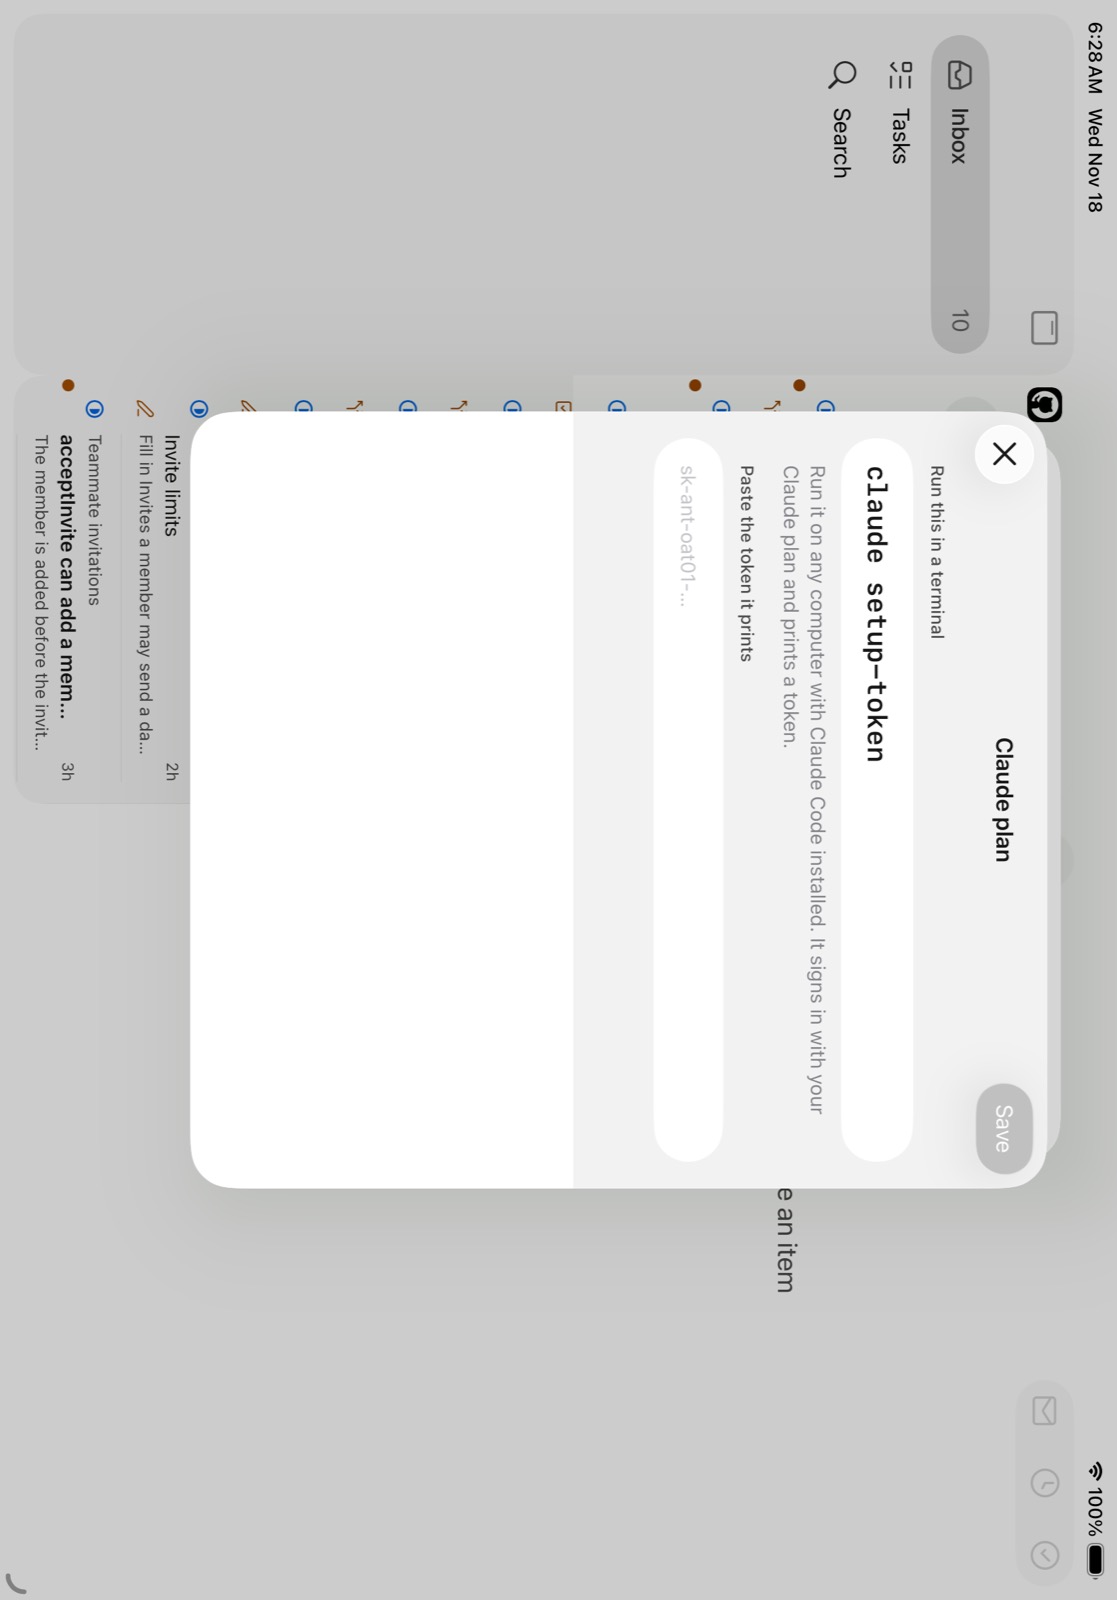 6:28 AM Wed Nov 18
100%
Inbox 10
Tasks
Search
Claude plan
Save
Run this in a terminal
claude setup-token
Run it on any computer with Claude Code installed. It signs in with your
Claude plan and prints a token.
Paste the token it prints
sk-ant-oat01-...
e an item
Invite limits 2h
Fill in Invites a member may send a da...
Teammate invitations
acceptInvite can add a mem... 3h
The member is added before the invit...